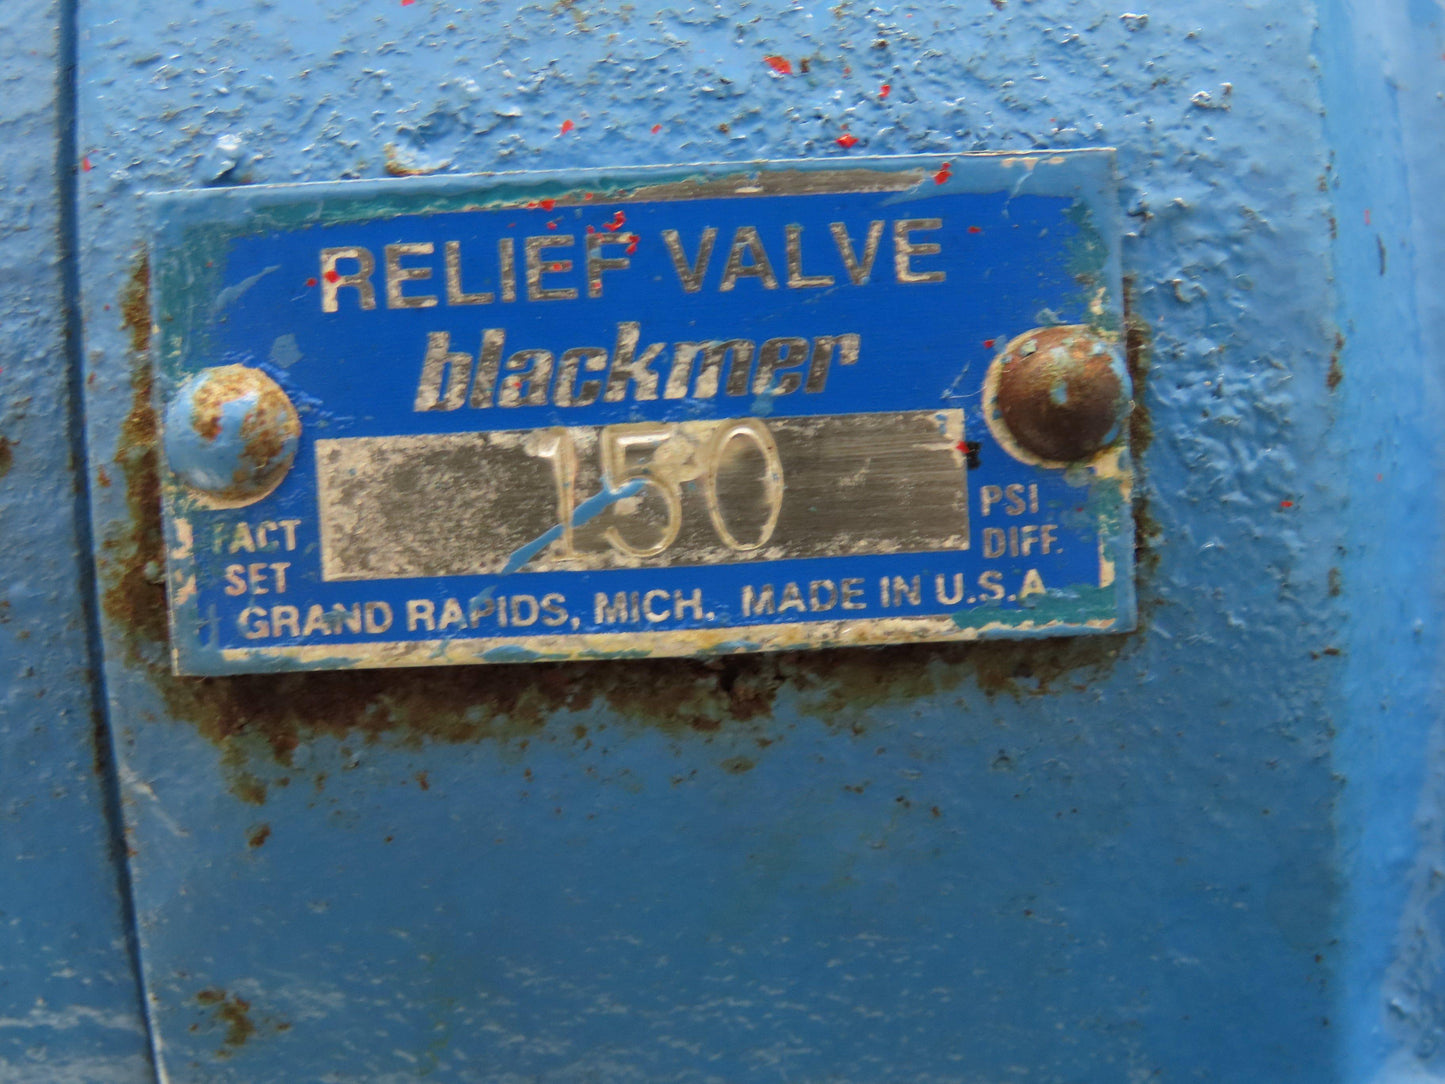 RELIEF VALVE
blackmer
FACT SET 150 PSI DIFF.
GRAND RAPIDS, MICH. MADE IN U.S.A